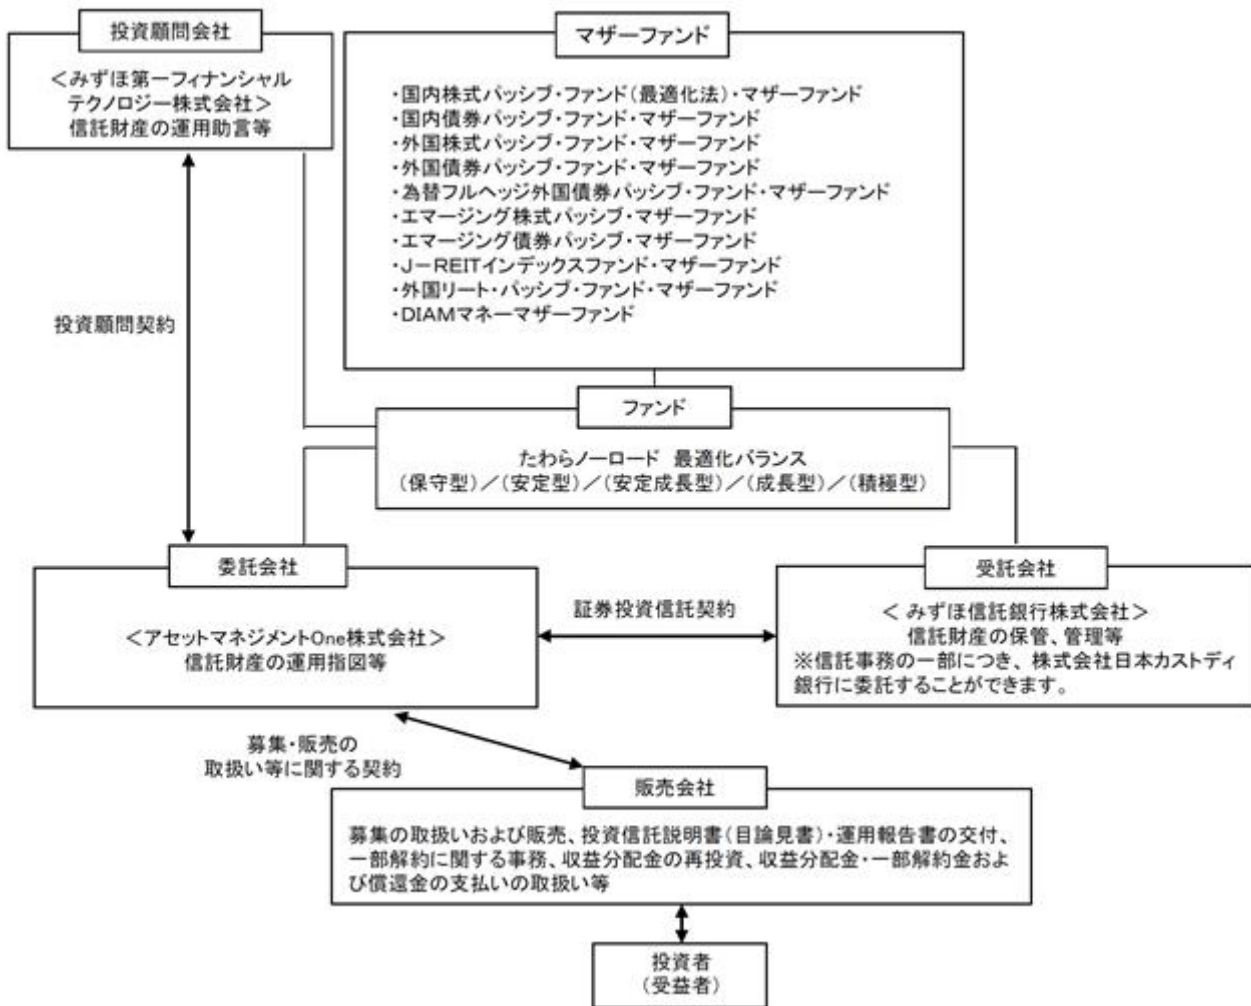 投資顧問会社
＜みずほ第一フィナンシャル
テクノロジー株式会社＞
信託財産の運用助言等
マザーファンド
・国内株式パッシブ・ファンド（最適化法）・マザーファンド
・国内債券パッシブ・ファンド・マザーファンド
・外国株式パッシブ・ファンド・マザーファンド
・外国債券パッシブ・ファンド・マザーファンド
・為替フルヘッジ外国債券パッシブ・ファンド・マザーファンド
・エマージング株式パッシブ・マザーファンド
・エマージング債券パッシブ・マザーファンド
・J－REITインデックスファンド・マザーファンド
・外国リート・パッシブ・ファンド・マザーファンド
・DIAMマネーマザーファンド
投資顧問契約
ファンド
たわらノーロード 最適化バランス
（保守型）／（安定型）／（安定成長型）／（成長型）／（積極型）
委託会社
＜アセットマネジメントOne株式会社＞
信託財産の運用指図等
証券投資信託契約
受託会社
＜ みずほ信託銀行株式会社＞
信託財産の保管、管理等
※信託事務の一部につき、株式会社日本カストディ
銀行に委託することができます。
募集・販売の
取扱い等に関する契約
販売会社
募集の取扱いおよび販売、投資信託説明書（目論見書）・運用報告書の交付、
一部解約に関する事務、収益分配金の再投資、収益分配金・一部解約金およ
び償還金の支払いの取扱い等
投資者
（受益者）